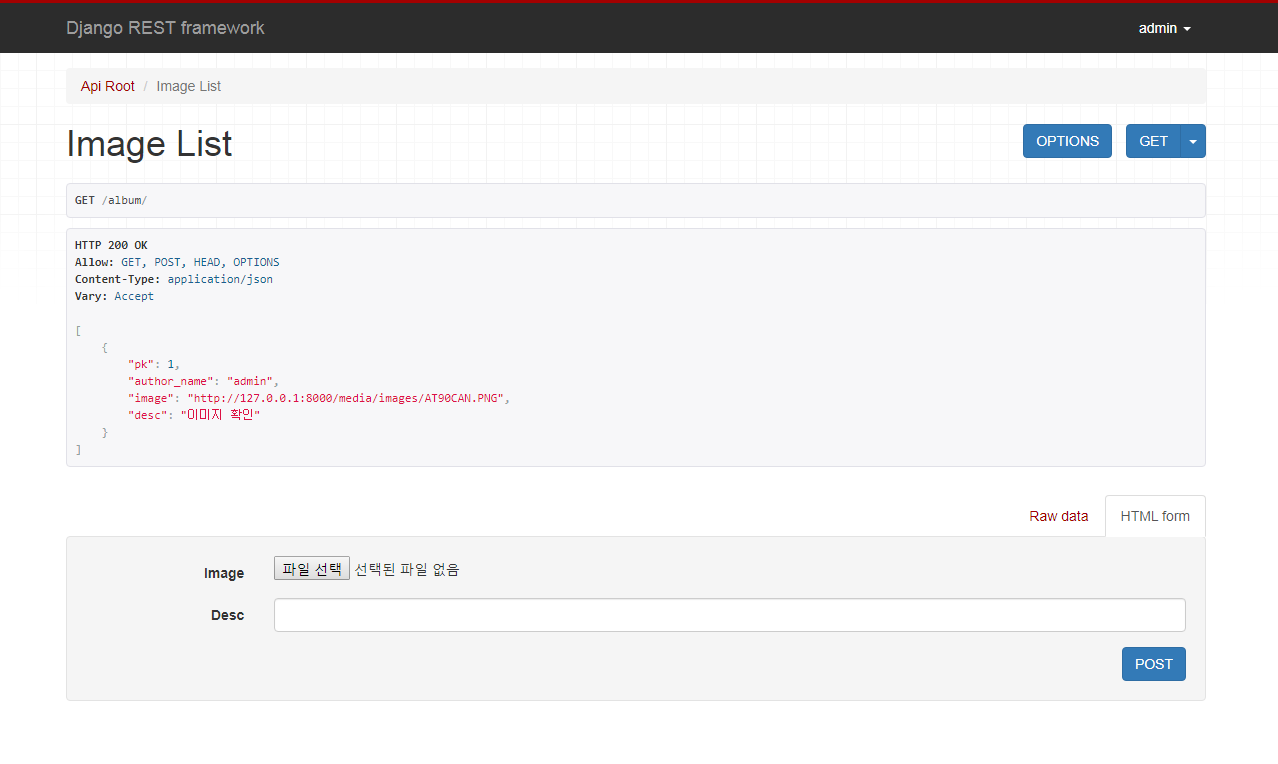 Django REST framework
admin
Api Root / Image List
Image List
OPTIONS
GET
GET /album/
HTTP 200 OK
Allow: GET, POST, HEAD, OPTIONS
Content-Type: application/json
Vary: Accept
[
    {
        "pk": 1,
        "author_name": "admin",
        "image": "http://127.0.0.1:8000/media/images/AT90CAN.PNG",
        "desc": "이미지 확인"
    }
]
Raw data
HTML form
Image 파일 선택 선택된 파일 없음
Desc
POST